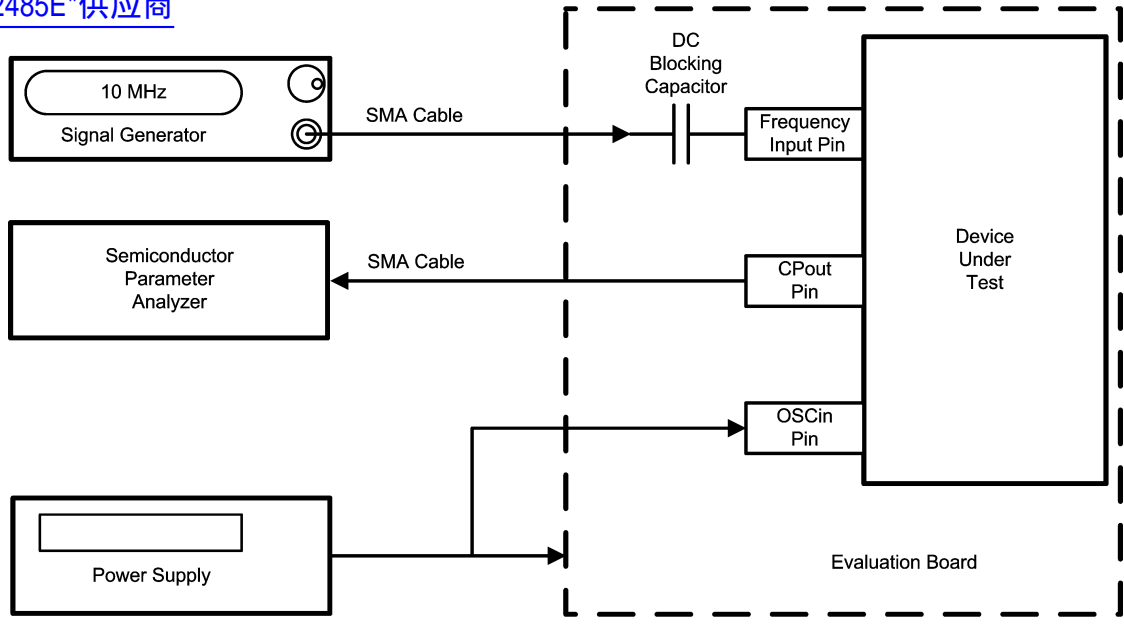 2485E"供应商
10 MHz
Signal Generator
SMA Cable
DC
Blocking
Capacitor
Frequency
Input Pin
Semiconductor
Parameter
Analyzer
SMA Cable
CPout
Pin
Device
Under
Test
OSCin
Pin
Power Supply
Evaluation Board